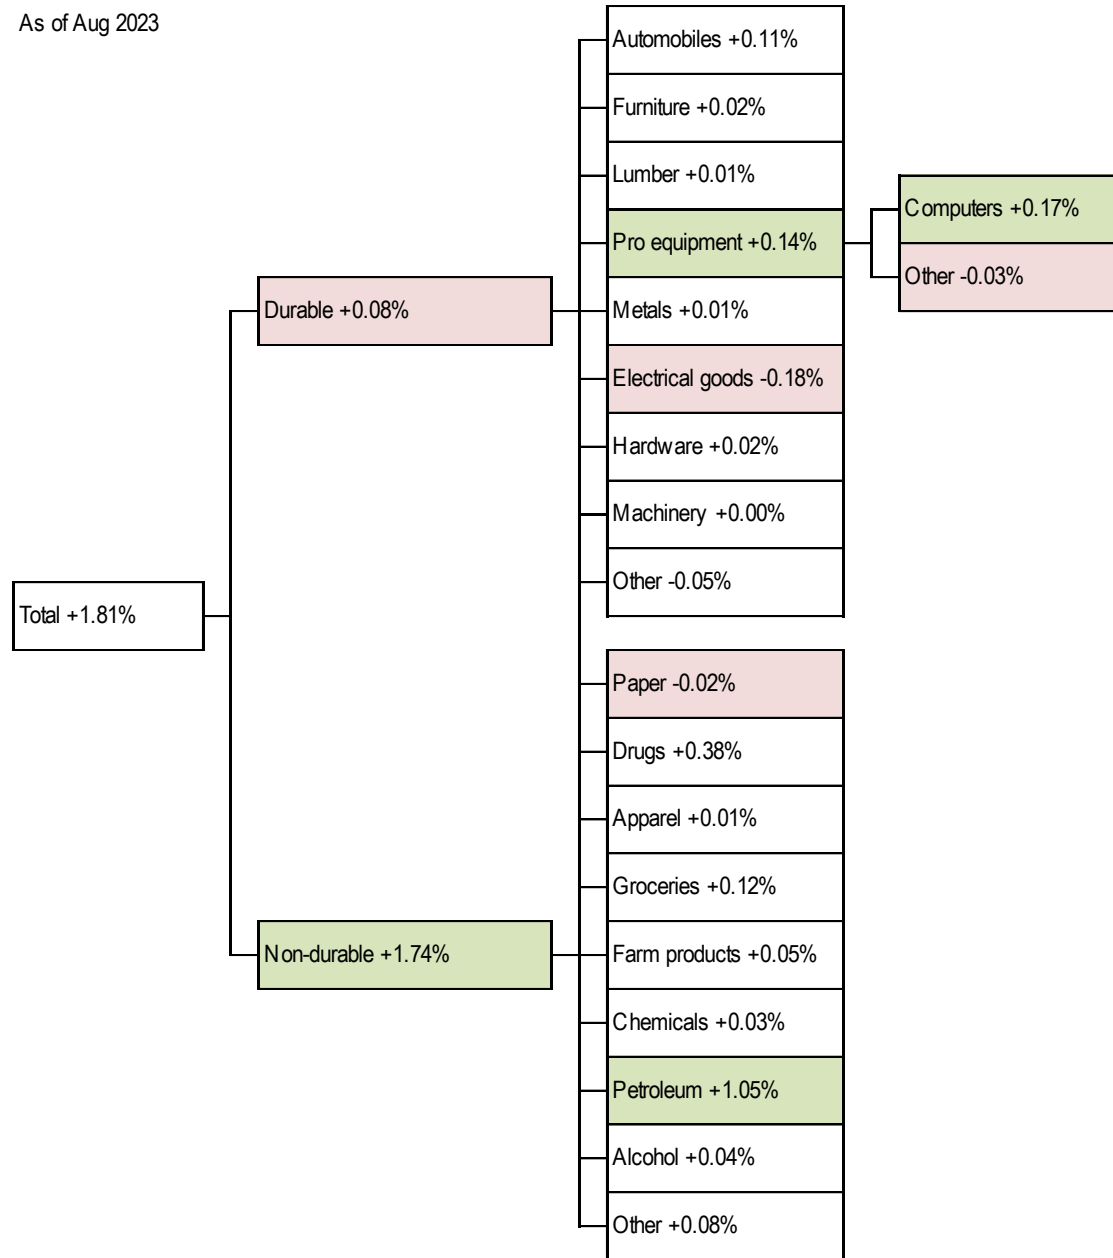 As of Aug 2023
Total +1.81%
Durable +0.08%
Automobiles +0.11%
Furniture +0.02%
Lumber +0.01%
Pro equipment +0.14%
Computers +0.17%
Other -0.03%
Metals +0.01%
Electrical goods -0.18%
Hardware +0.02%
Machinery +0.00%
Other -0.05%
Non-durable +1.74%
Paper -0.02%
Drugs +0.38%
Apparel +0.01%
Groceries +0.12%
Farm products +0.05%
Chemicals +0.03%
Petroleum +1.05%
Alcohol +0.04%
Other +0.08%